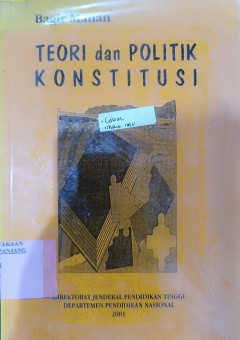 Bagir Manan
TEORI dan POLITIK
KONSTITUSI
DIREKTORAT JENDERAL PENDIDIKAN TINGGI
DEPARTEMEN PENDIDIKAN NASIONAL
2001